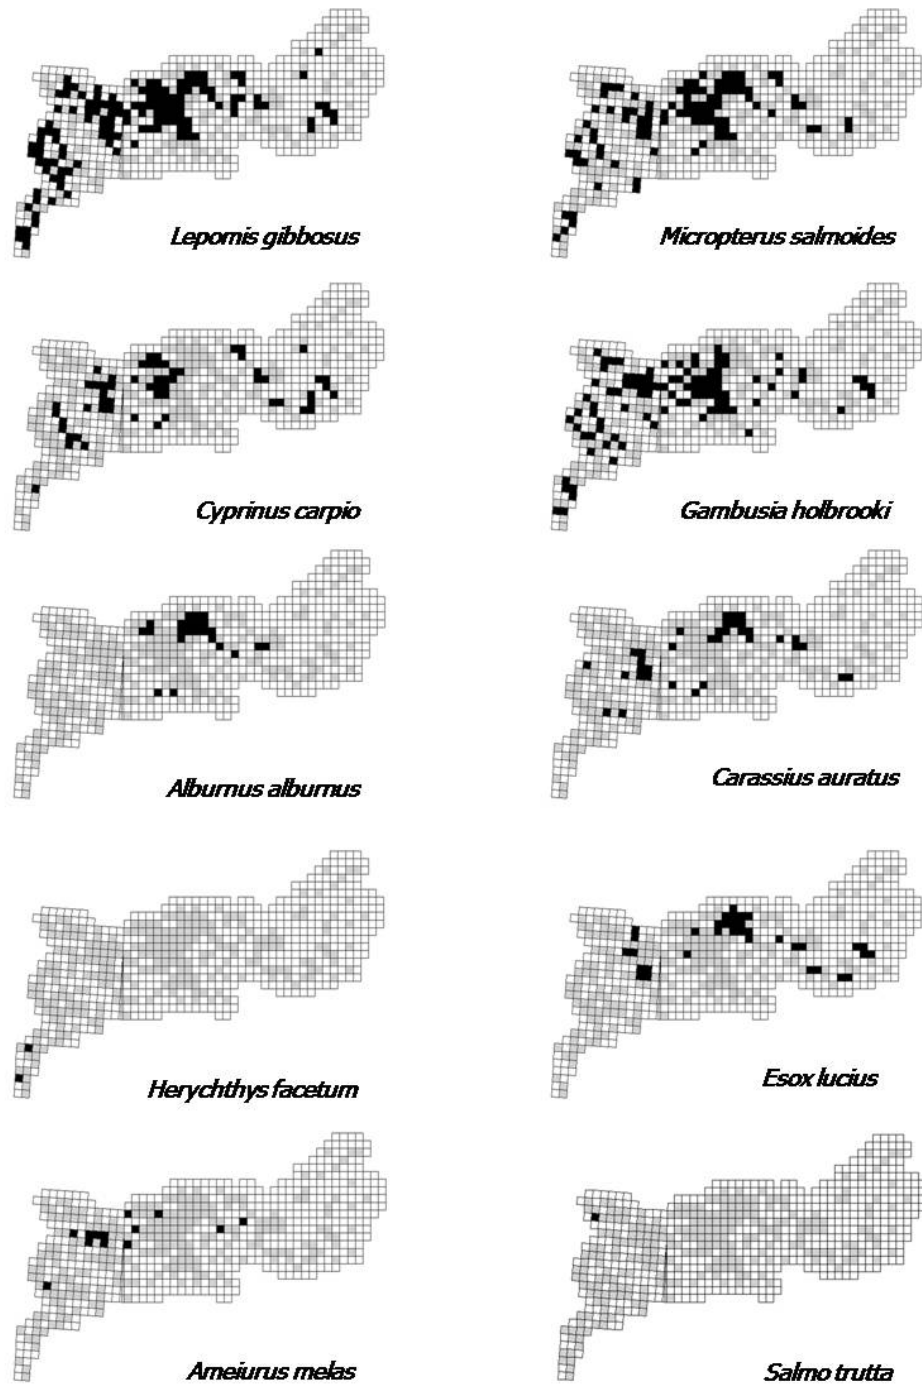 Lepomis gibbosus
Micropterus salmoides
Cyprinus carpio
Gambusia holbrooki
Alburnus alburnus
Carassius auratus
Herychthys facetum
Esox lucius
Ameiurus melas
Salmo trutta